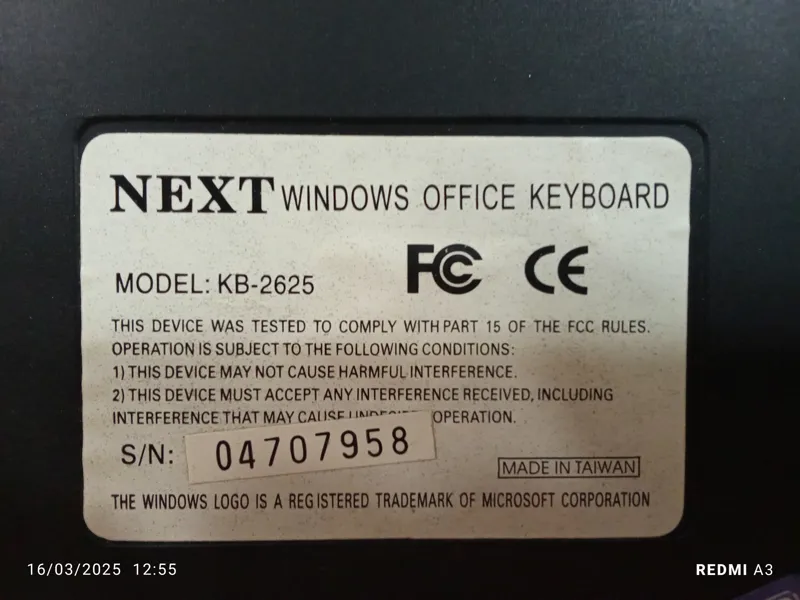 NEXT WINDOWS OFFICE KEYBOARD
MODEL: KB-2625 FC CE
THIS DEVICE WAS TESTED TO COMPLY WITH PART 15 OF THE FCC RULES.
OPERATION IS SUBJECT TO THE FOLLOWING CONDITIONS:
1) THIS DEVICE MAY NOT CAUSE HARMFUL INTERFERENCE.
2) THIS DEVICE MUST ACCEPT ANY INTERFERENCE RECEIVED, INCLUDING
INTERFERENCE THAT MAY CAUSE OPERATION.
S/N: 04707958
MADE IN TAIWAN
THE WINDOWS LOGO IS A REGISTERED TRADEMARK OF MICROSOFT CORPORATION
16/03/2025 12:55 REDMI A3